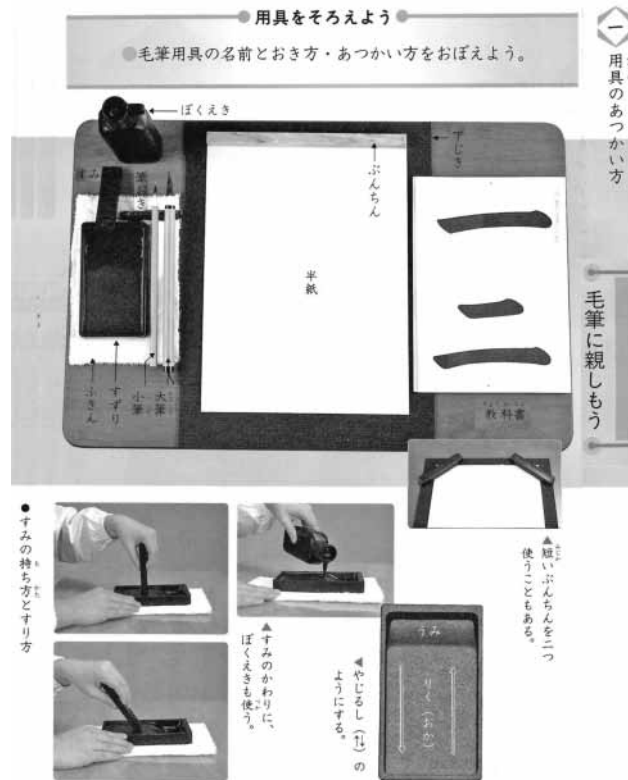 一
用具のあつかい方
毛筆に親しもう
用具をそろえよう
●毛筆用具の名前とおき方・あつかい方をおぼえよう。
ぼくえき
下じき
ぶんちん
半紙
すみ
筆おき
大筆
小筆
すずり
ふきん
一
二
教科書
▲短いぶんちんを二つ
使うこともある。
●すみの持ち方とすり方
▲すみのかわりに、
ぼくえきも使う。
◀やじるし(⇅)の
ようにする。
うみ
りく(おか)